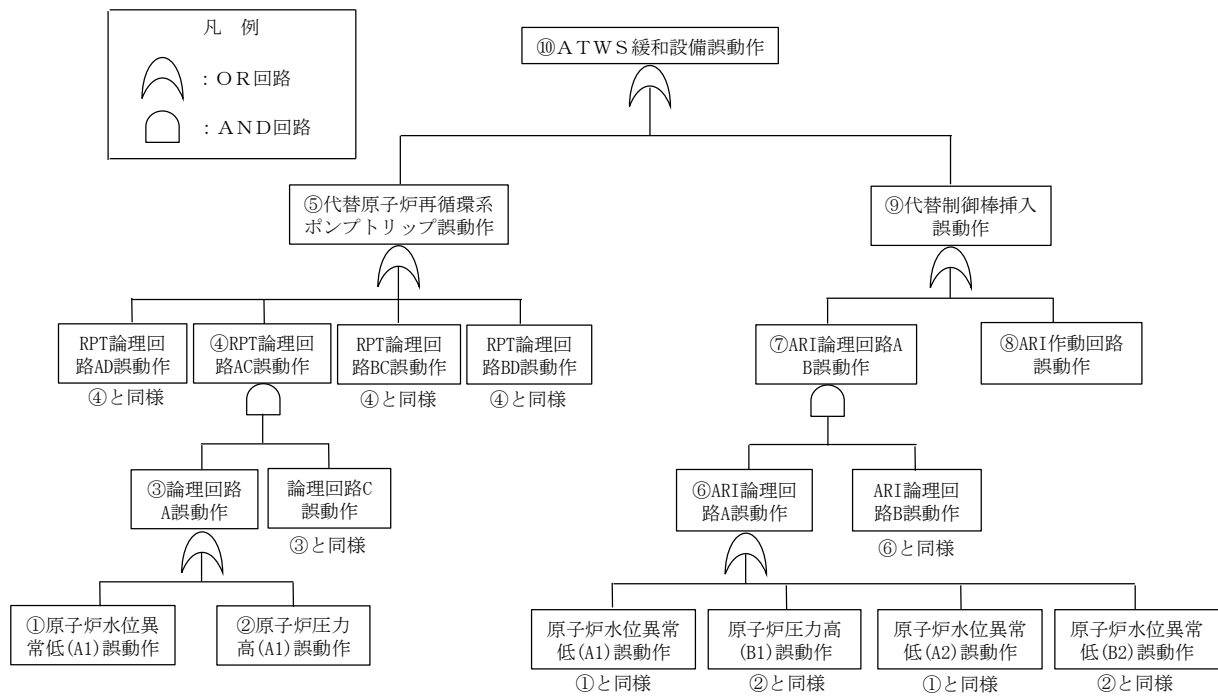 凡 例
：ＯＲ回路
：ＡＮＤ回路
⑩ＡＴＷＳ緩和設備誤動作
⑤代替原子炉再循環系
ポンプトリップ誤動作
⑨代替制御棒挿入
誤動作
RPT論理回
路AD誤動作
④と同様
④RPT論理回
路AC誤動作
RPT論理回
路BC誤動作
④と同様
RPT論理回
路BD誤動作
④と同様
⑦ARI論理回路A
B誤動作
⑧ARI作動回路
誤動作
③論理回路
A誤動作
論理回路C
誤動作
③と同様
⑥ARI論理回
路A誤動作
ARI論理回
路B誤動作
⑥と同様
①原子炉水位異
常低(A1)誤動作
②原子炉圧力
高(A1)誤動作
原子炉水位異常
低(A1)誤動作
①と同様
原子炉圧力高
(B1)誤動作
②と同様
原子炉水位異常
低(A2)誤動作
①と同様
原子炉水位異常
低(B2)誤動作
②と同様